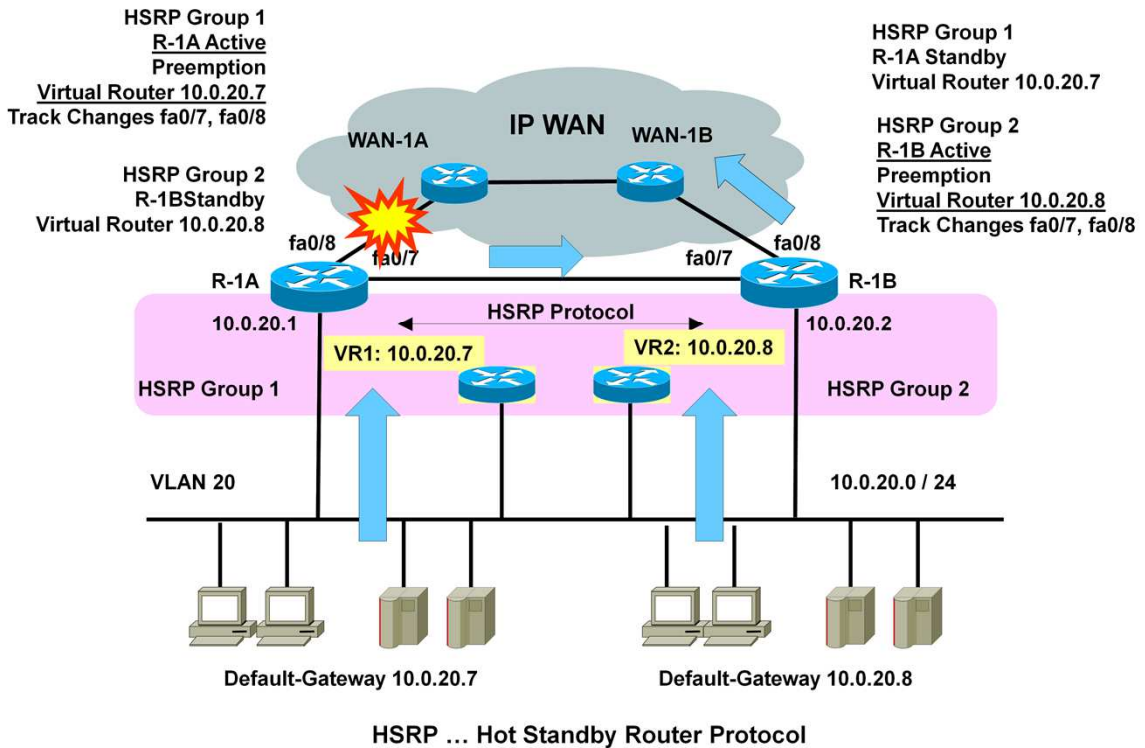 HSRP Group 1
R-1A Active
Preemption
Virtual Router 10.0.20.7
Track Changes fa0/7, fa0/8
HSRP Group 2
R-1BStandby
Virtual Router 10.0.20.8
HSRP Group 1
R-1A Standby
Virtual Router 10.0.20.7
HSRP Group 2
R-1B Active
Preemption
Virtual Router 10.0.20.8
Track Changes fa0/7, fa0/8
IP WAN
WAN-1A
WAN-1B
fa0/8
fa0/7
fa0/7
fa0/8
R-1A
R-1B
10.0.20.1
HSRP Protocol
10.0.20.2
VR1: 10.0.20.7
VR2: 10.0.20.8
HSRP Group 1
HSRP Group 2
VLAN 20
10.0.20.0 / 24
Default-Gateway 10.0.20.7
Default-Gateway 10.0.20.8
HSRP … Hot Standby Router Protocol